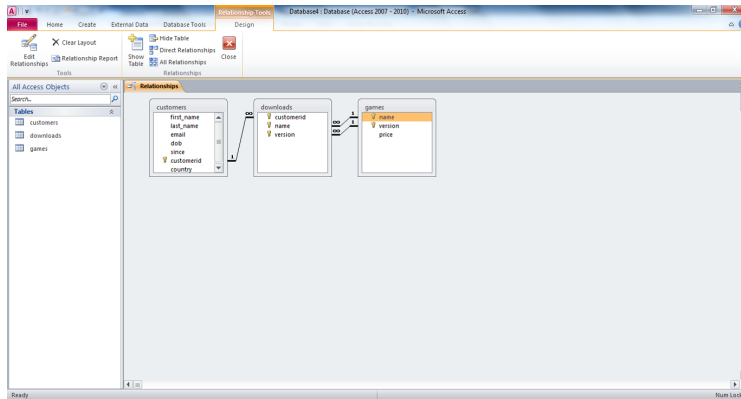 Relationship Tools
Database4 : Database (Access 2007 - 2010) - Microsoft Access
File Home Create External Data Database Tools Design
Edit Relationships
Clear Layout
Relationship Report
Tools
Show Table
Hide Table
Direct Relationships
All Relationships
Relationships
Close
All Access Objects
Search...
Tables
customers
downloads
games
Relationships
customers
first_name
last_name
email
dob
since
customerid
country
downloads
customerid
name
version
games
name
version
price
∞
1
∞
1
∞
1
Ready
Num Lock